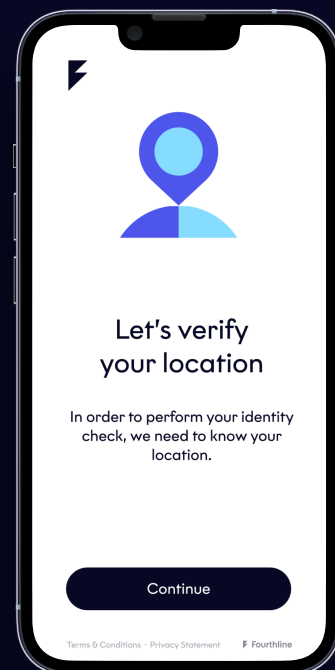 Let's verify
your location
In order to perform your identity
check, we need to know your
location.
Continue
Terms & Conditions - Privacy Statement
Fourthline